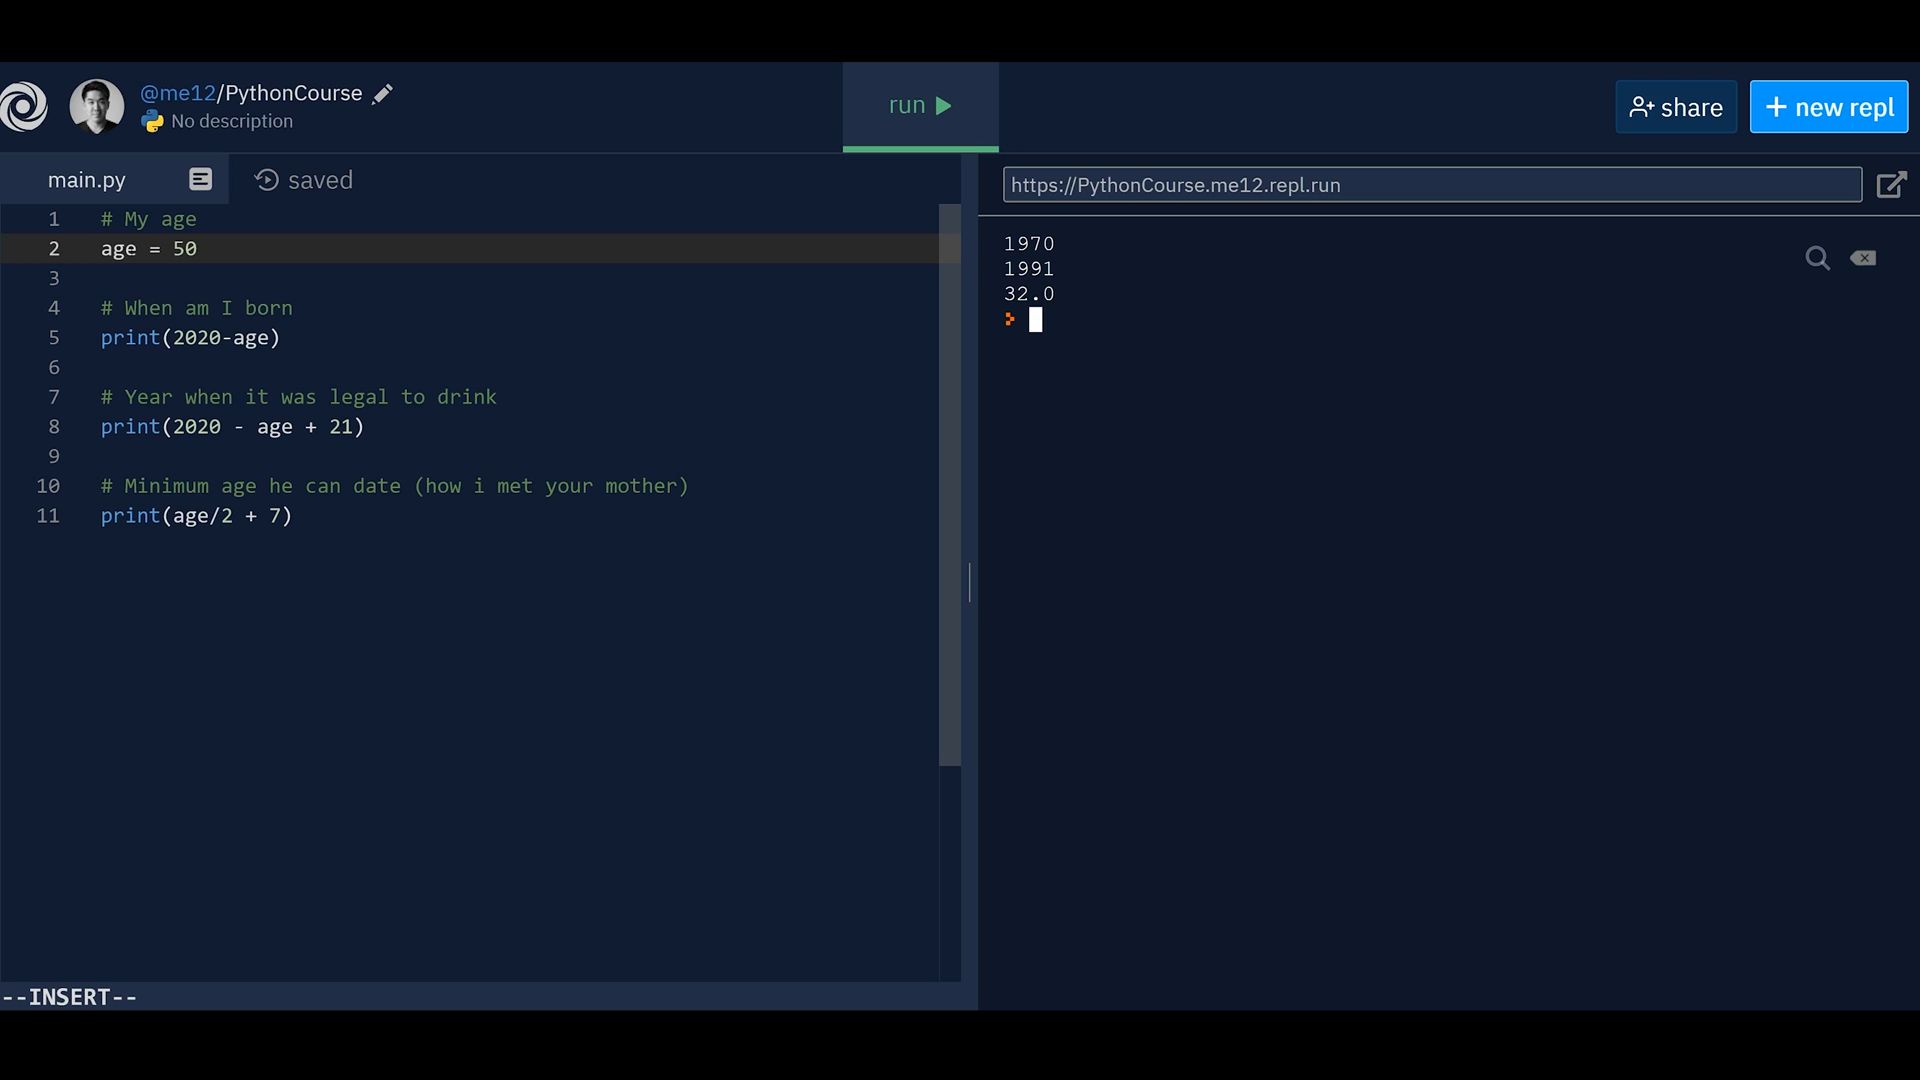 @me12/PythonCourse
No description
run
share
+ new repl
main.py
saved
https://PythonCourse.me12.repl.run
1 # My age
2 age = 50
3
4 # When am I born
5 print(2020-age)
6
7 # Year when it was legal to drink
8 print(2020 - age + 21)
9
10 # Minimum age he can date (how i met your mother)
11 print(age/2 + 7)
--INSERT--
1970
1991
32.0